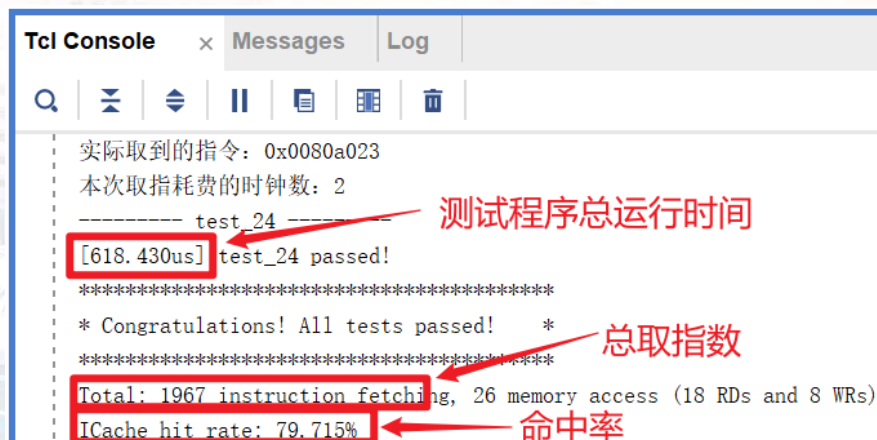 Tcl Console × Messages Log
实际取到的指令: 0x0080a023
本次取指耗费的时钟数: 2
--------- test_24 ---------
测试程序总运行时间
[618.430us] test_24 passed!
*****************************************
* Congratulations! All tests passed! *
*****************************************
总取指数
Total: 1967 instruction fetching, 26 memory access (18 RDs and 8 WRs)
ICache hit rate: 79.715%
命中率